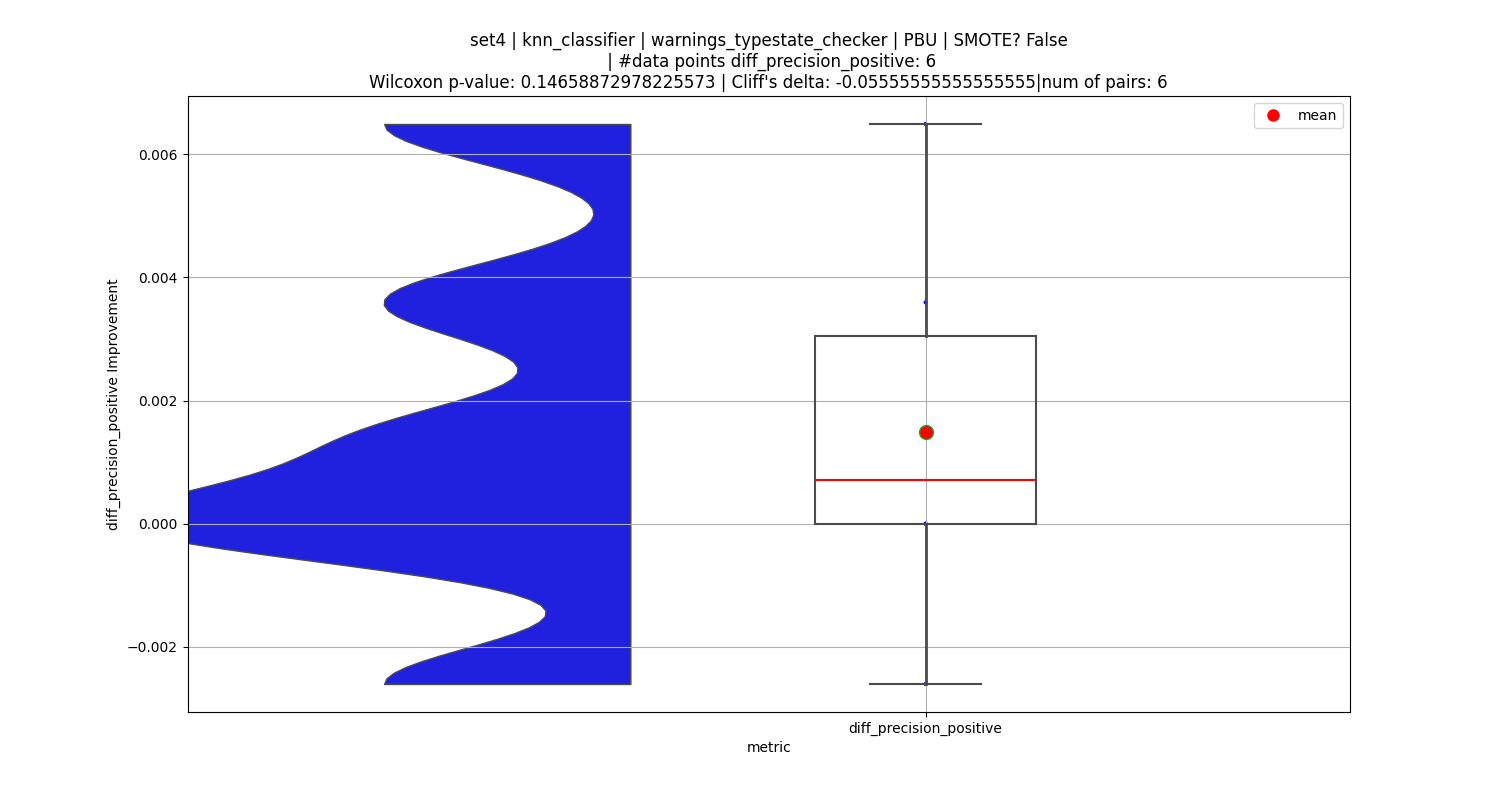 set4 | knn_classifier | warnings_typestate_checker | PBU | SMOTE? False
| #data points diff_precision_positive: 6
Wilcoxon p-value: 0.14658872978225573 | Cliff's delta: -0.05555555555555555|num of pairs: 6
mean
0.006
0.004
0.002
0.000
−0.002
diff_precision_positive Improvement
diff_precision_positive
metric